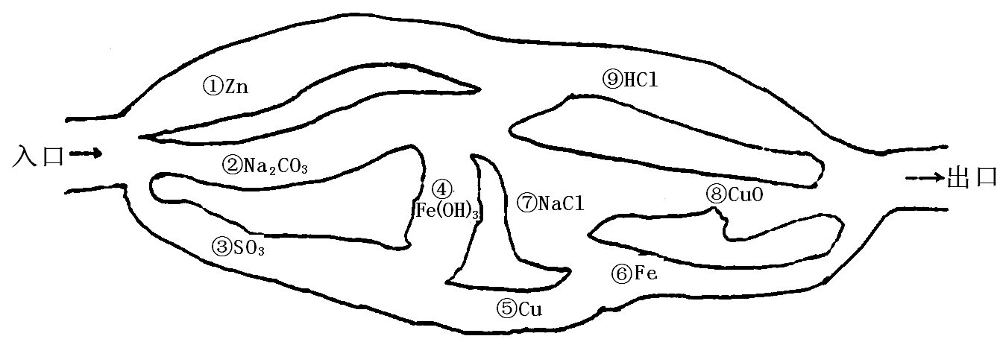 ①Zn
⑨HCl
入口→
②Na₂CO₃
④
Fe(OH)₃
⑦NaCl
⑧CuO
→出口
③SO₃
⑥Fe
⑤Cu